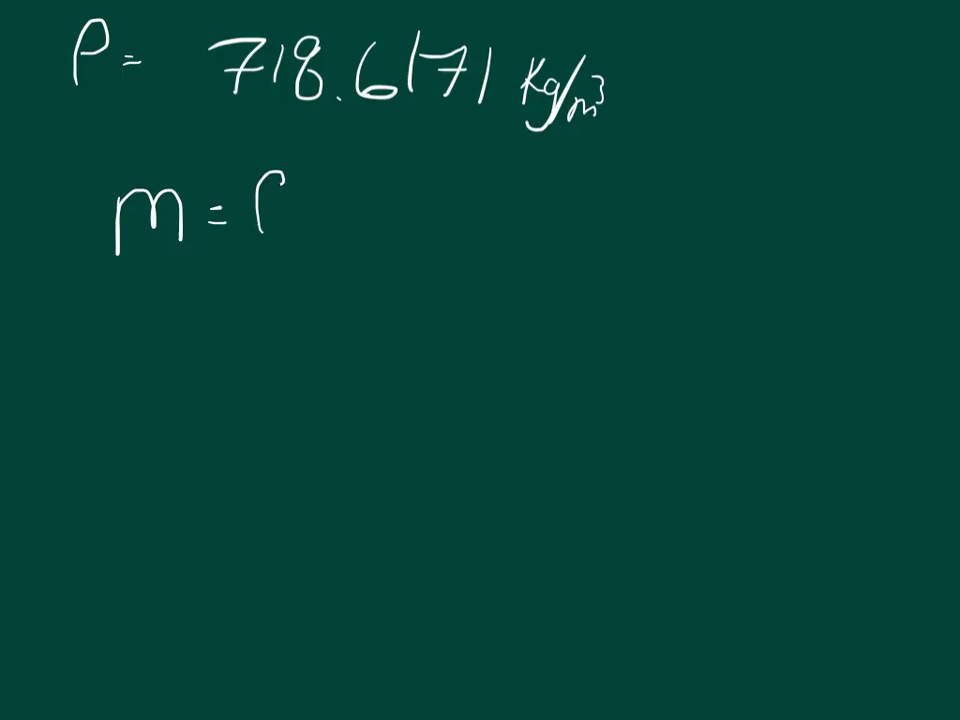 ρ = 718.6171 Kg/m³
m =